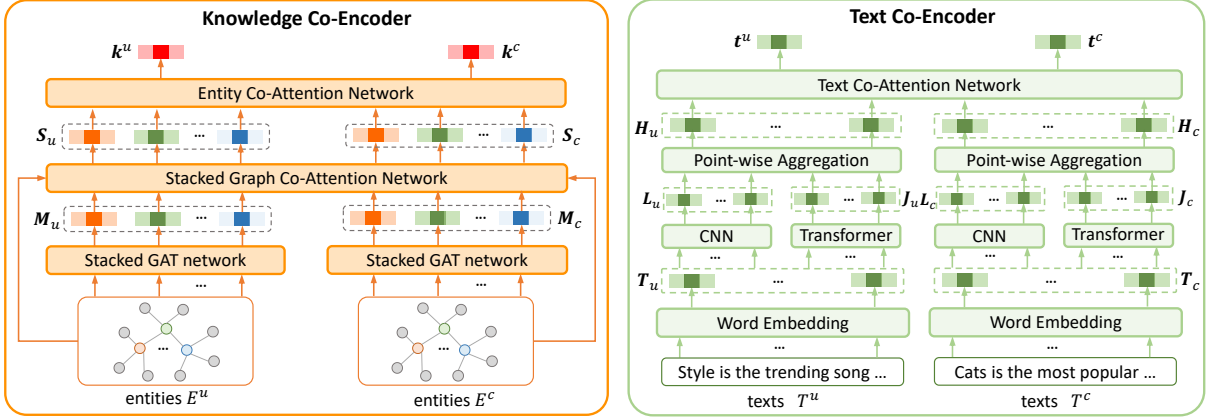 Knowledge Co-Encoder
k^u
k^c
Entity Co-Attention Network
S_u ... ... S_c
Stacked Graph Co-Attention Network
M_u ... ... M_c
Stacked GAT network
Stacked GAT network
... ...
... ...
entities E^u
entities E^c
Text Co-Encoder
t^u
t^c
Text Co-Attention Network
H_u ... ... H_c
Point-wise Aggregation
Point-wise Aggregation
L_u ... ... J_u L_c ... ... J_c
CNN
Transformer
CNN
Transformer
... ... ... ...
T_u ... ... T_c
Word Embedding
Word Embedding
... ...
Style is the trending song ...
Cats is the most popular ...
texts T^u
texts T^c